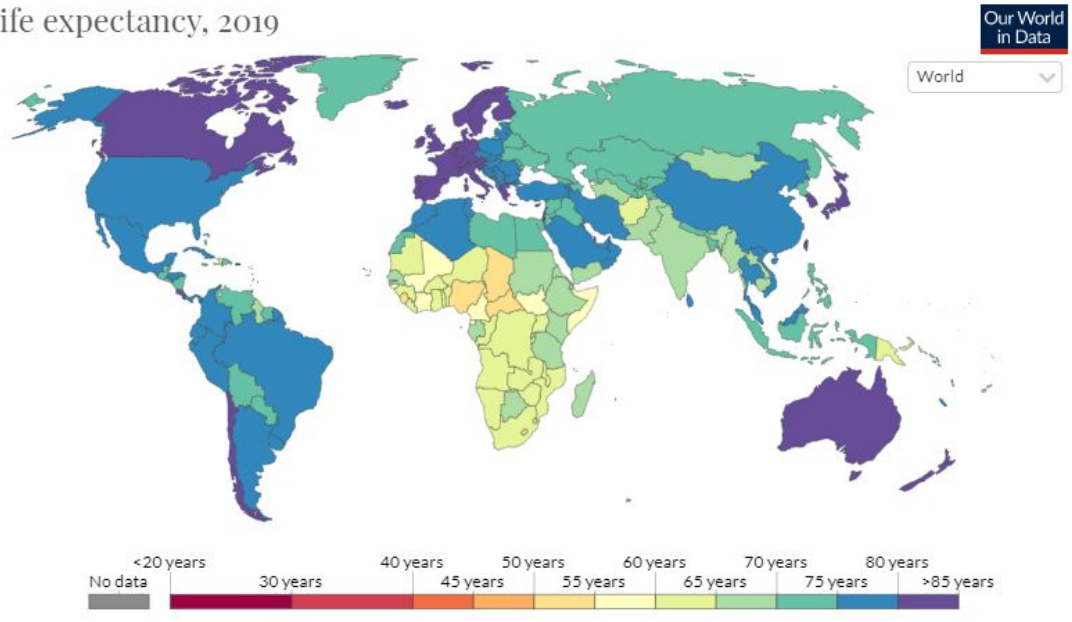 ife expectancy, 2019
Our World
in Data
World
<20 years
40 years
50 years
60 years
70 years
80 years
No data
30 years
45 years
55 years
65 years
75 years
>85 years